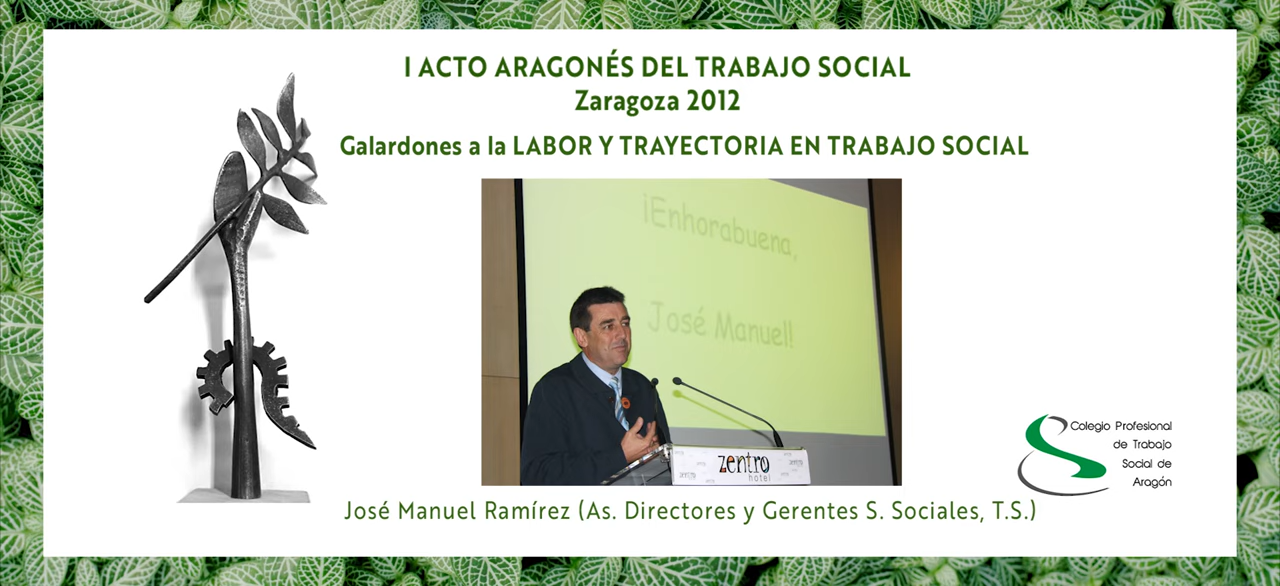 I ACTO ARAGONÉS DEL TRABAJO SOCIAL
Zaragoza 2012
Galardones a la LABOR Y TRAYECTORIA EN TRABAJO SOCIAL
¡Enhorabuena,
José Manuel!
zentro
hotel
José Manuel Ramírez (As. Directores y Gerentes S. Sociales, T.S.)
Colegio Profesional
de Trabajo
Social de
Aragón